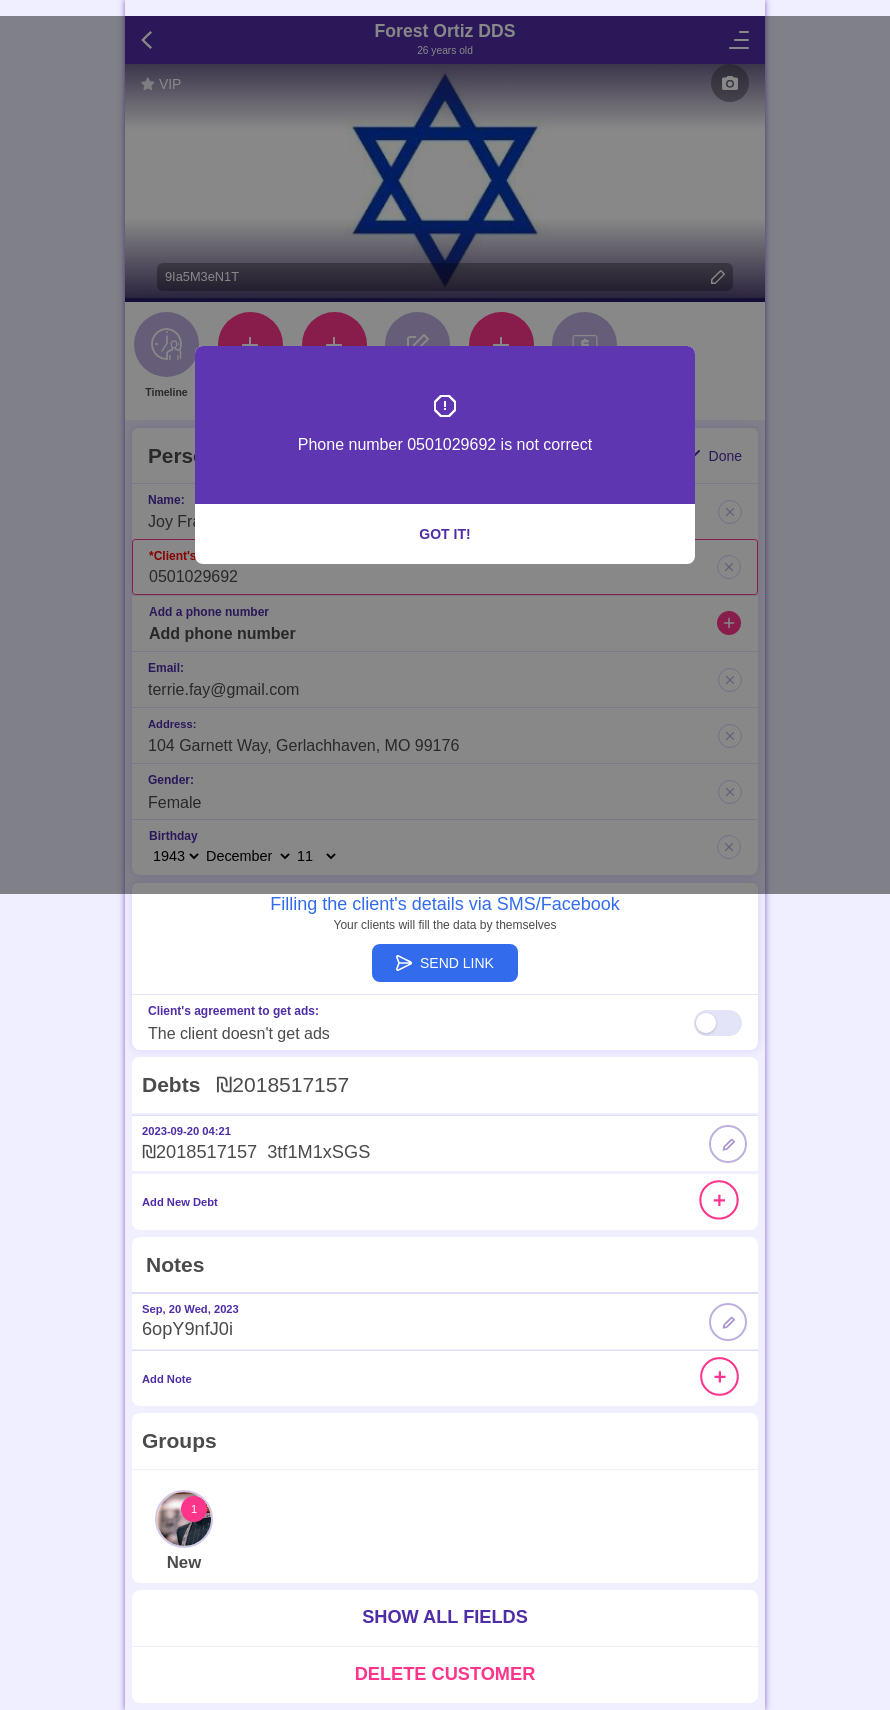 Forest Ortiz DDS
26 years old
VIP
9Ia5M3eN1T
Timeline
Phone number 0501029692 is not correct
GOT IT!
Done
Name:
Joy
*Client's
0501029692
Add a phone number
Add phone number
Email:
terrie.fay@gmail.com
Address:
104 Garnett Way, Gerlachhaven, MO 99176
Gender:
Female
Birthday
1943 December 11
Filling the client's details via SMS/Facebook
Your clients will fill the data by themselves
SEND LINK
Client's agreement to get ads:
The client doesn't get ads
Debts ₪2018517157
2023-09-20 04:21
₪2018517157 3tf1M1xSGS
Add New Debt
Notes
Sep, 20 Wed, 2023
6opY9nfJ0i
Add Note
Groups
1
New
SHOW ALL FIELDS
DELETE CUSTOMER